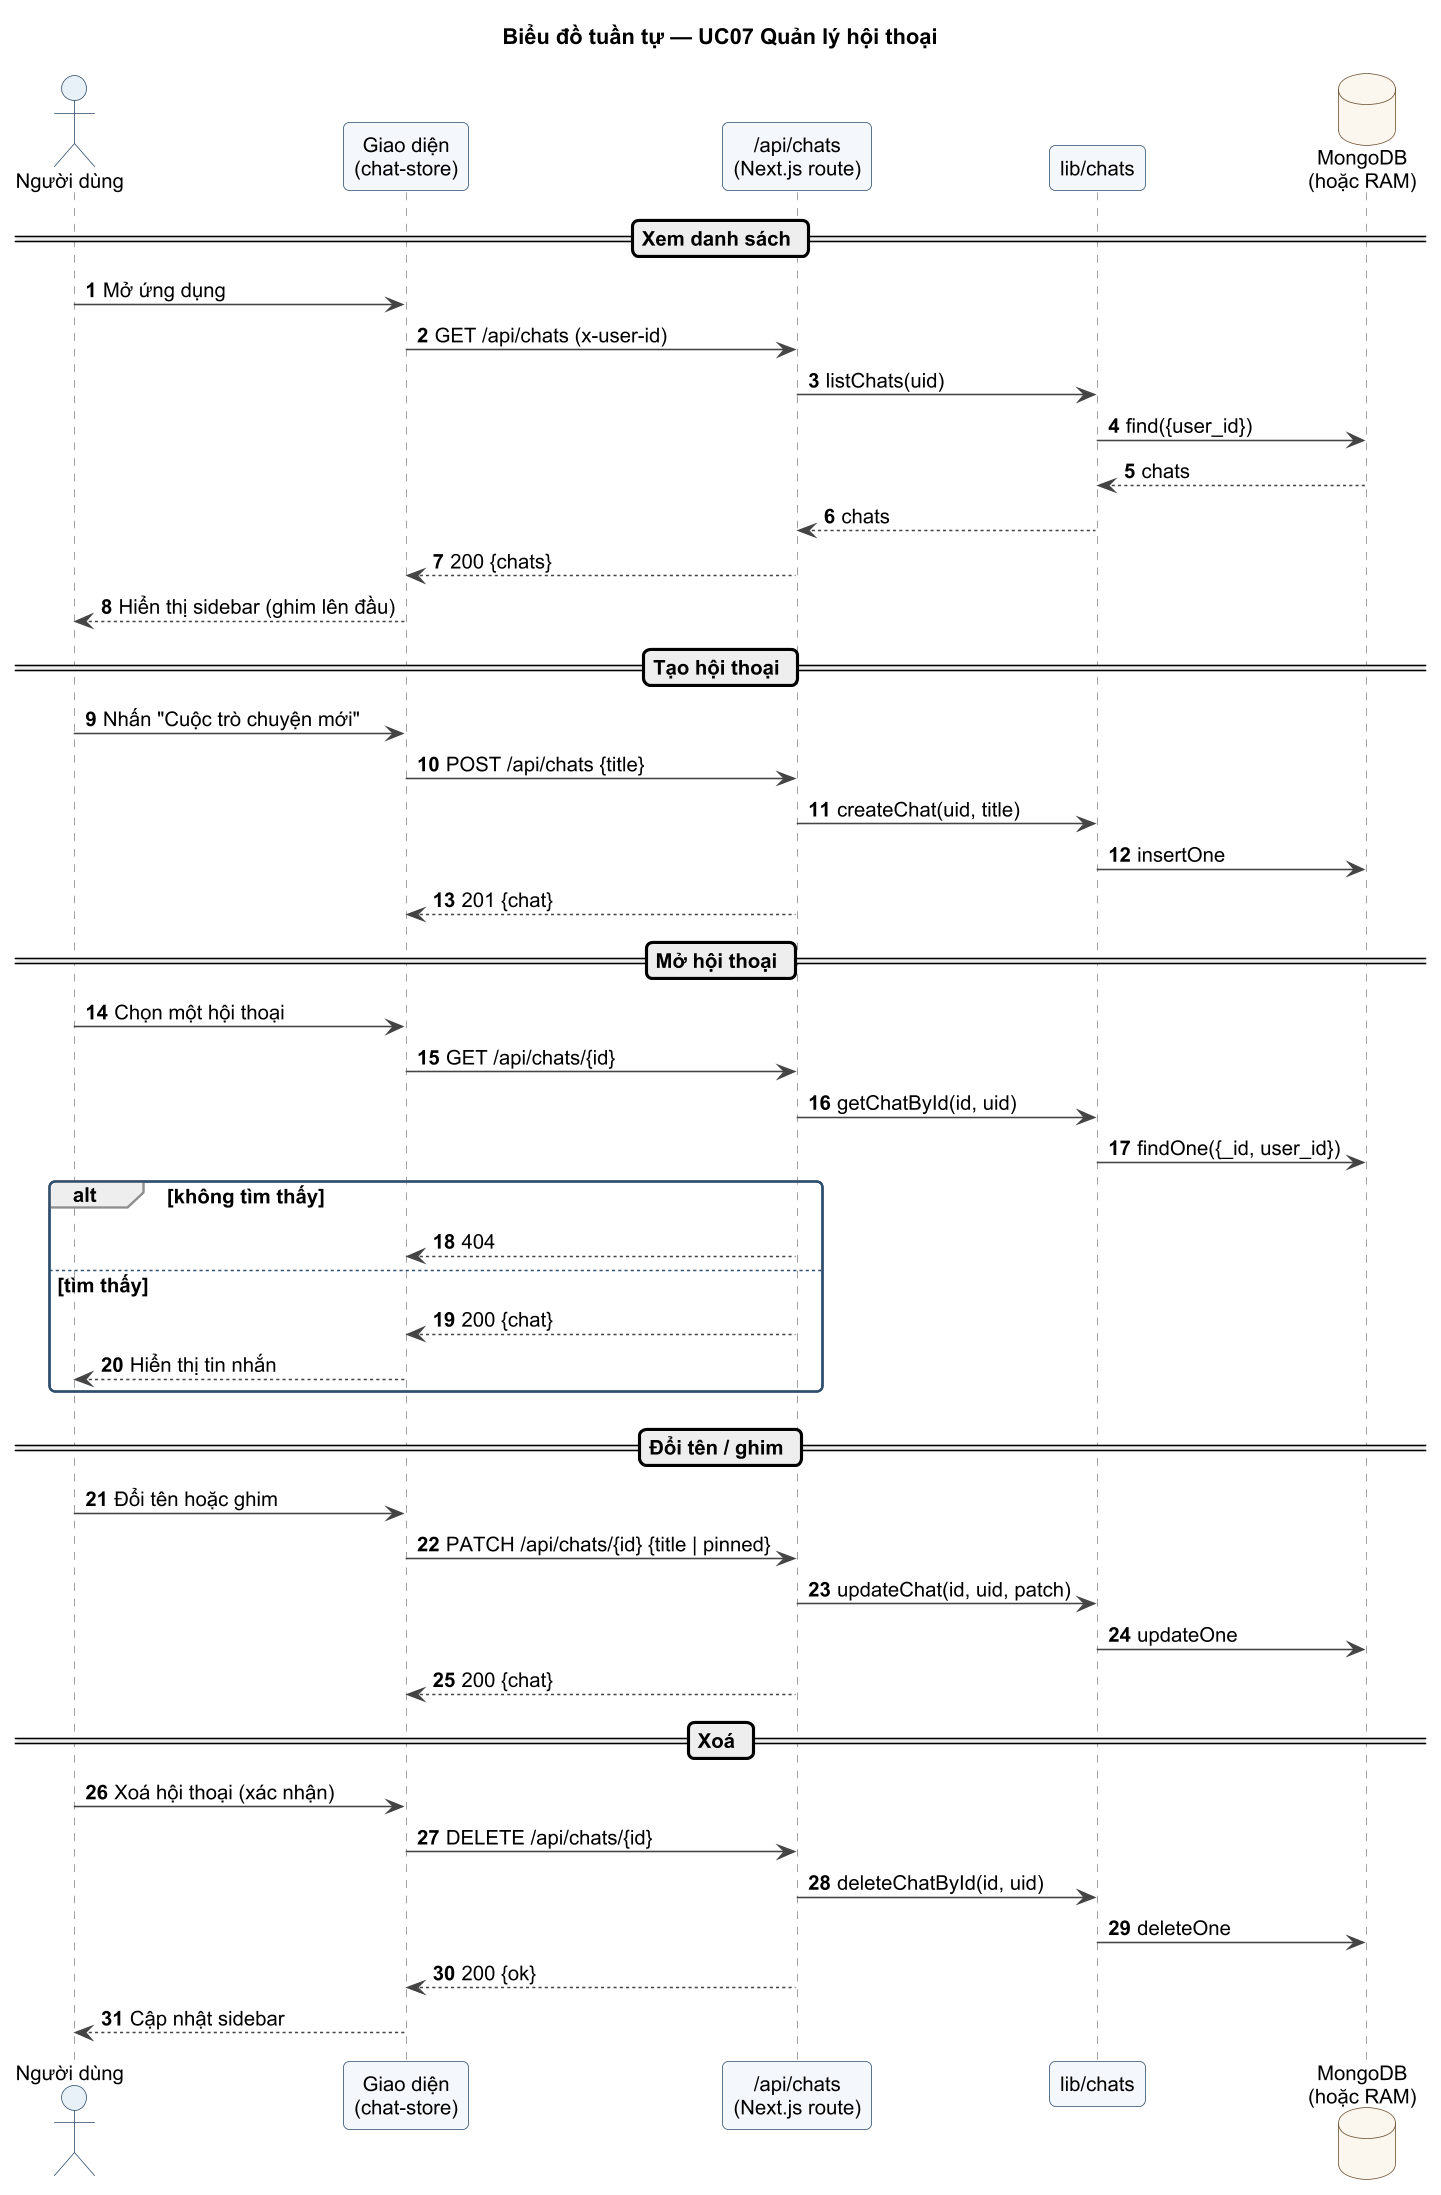 Biểu đồ tuần tự — UC07 Quản lý hội thoại
Người dùng
Giao diện
(chat-store)
/api/chats
(Next.js route)
lib/chats
MongoDB
(hoặc RAM)
Xem danh sách
1 Mở ứng dụng
2 GET /api/chats (x-user-id)
3 listChats(uid)
4 find({user_id})
5 chats
6 chats
7 200 {chats}
8 Hiển thị sidebar (ghim lên đầu)
Tạo hội thoại
9 Nhấn "Cuộc trò chuyện mới"
10 POST /api/chats {title}
11 createChat(uid, title)
12 insertOne
13 201 {chat}
Mở hội thoại
14 Chọn một hội thoại
15 GET /api/chats/{id}
16 getChatById(id, uid)
17 findOne({_id, user_id})
alt [không tìm thấy]
18 404
[tìm thấy]
19 200 {chat}
20 Hiển thị tin nhắn
Đổi tên / ghim
21 Đổi tên hoặc ghim
22 PATCH /api/chats/{id} {title | pinned}
23 updateChat(id, uid, patch)
24 updateOne
25 200 {chat}
Xoá
26 Xoá hội thoại (xác nhận)
27 DELETE /api/chats/{id}
28 deleteChatById(id, uid)
29 deleteOne
30 200 {ok}
31 Cập nhật sidebar
Người dùng
Giao diện
(chat-store)
/api/chats
(Next.js route)
lib/chats
MongoDB
(hoặc RAM)